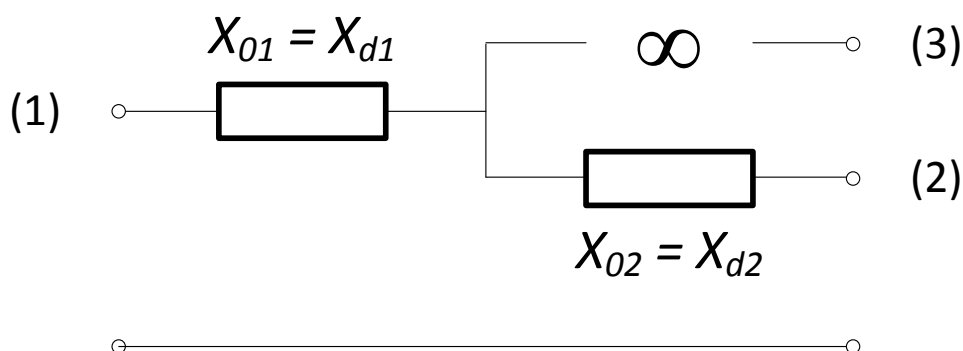 X01 = Xd1
∞ (3)
(1)
(2)
X02 = Xd2